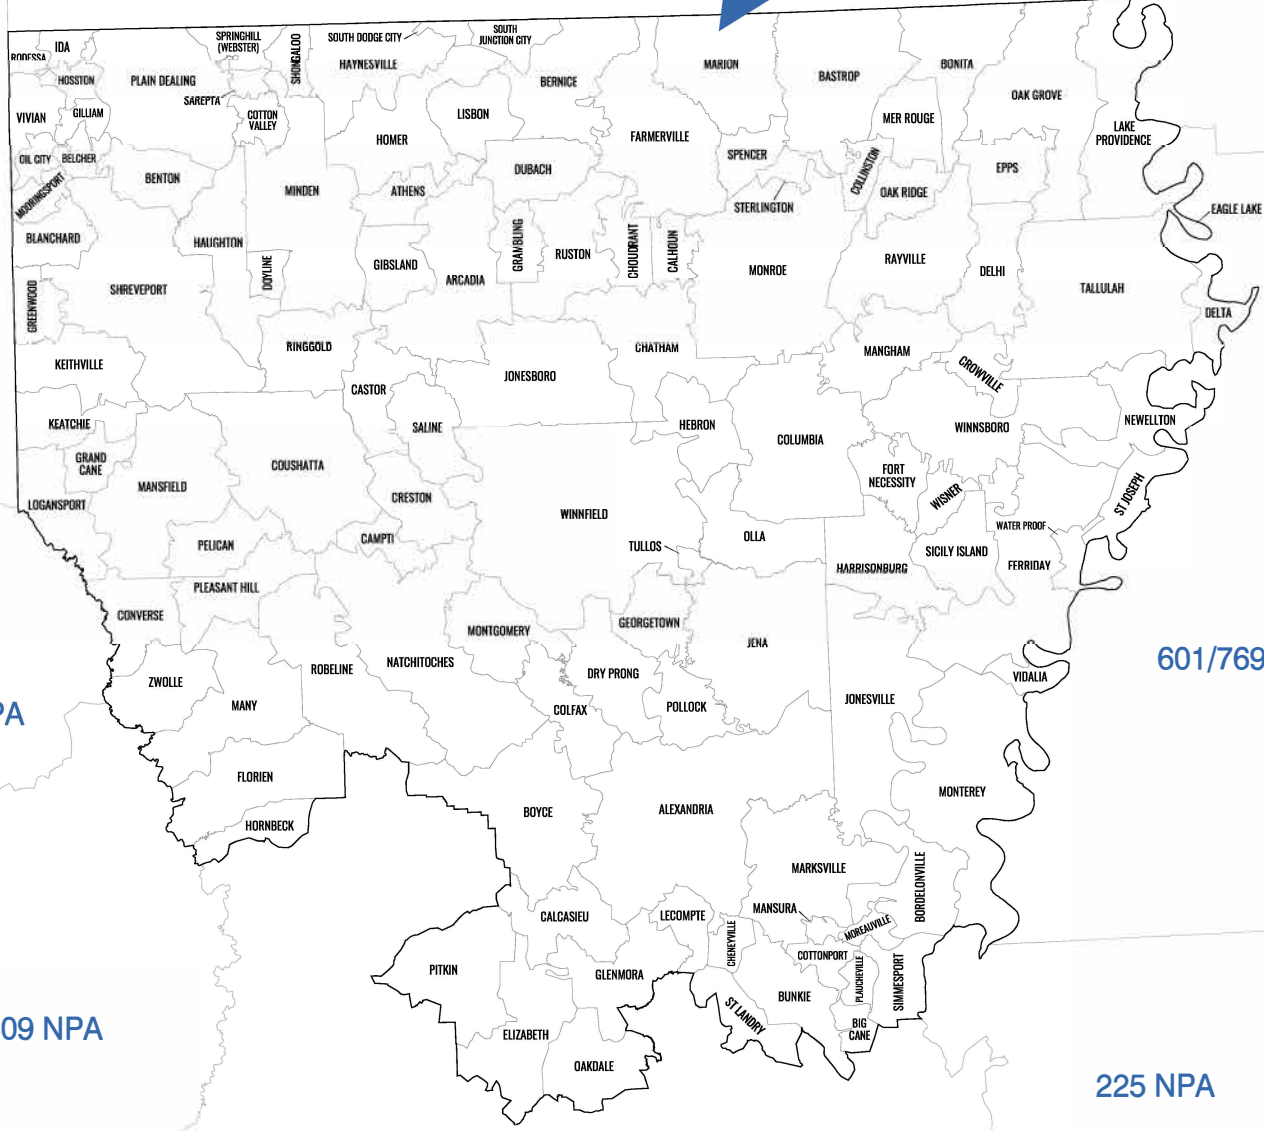 RODESSA
IDA
HOSSTON
PLAIN DEALING
SPRINGHILL
(WEBSTER)
SHONGALOO
SOUTH DODGE CITY
HAYNESVILLE
SOUTH
JUNCTION CITY
BERNICE
MARION
BASTROP
BONITA
OAK GROVE
LAKE
PROVIDENCE
VIVIAN
GILLIAM
SAREPTA
COTTON
VALLEY
HOMER
LISBON
FARMERVILLE
MER ROUGE
OIL CITY
BELCHER
MOORINGSPORT
BENTON
MINDEN
ATHENS
DUBACH
SPENCER
STERLINGTON
COLLINSTON
OAK RIDGE
EPPS
EAGLE LAKE
BLANCHARD
HAUGHTON
DOYLINE
GIBSLAND
ARCADIA
GRAMBLING
RUSTON
CHOUDRANT
CALHOUN
MONROE
RAYVILLE
DELHI
TALLULAH
DELTA
GREENWOOD
SHREVEPORT
KEITHVILLE
RINGGOLD
CASTOR
JONESBORO
CHATHAM
MANGHAM
CROWVILLE
KEATCHIE
GRAND
CANE
COUSHATTA
SALINE
HEBRON
COLUMBIA
WINNSBORO
NEWELLTON
LOGANSPORT
MANSFIELD
CRESTON
WINNFIELD
FORT
NECESSITY
WISNER
ST JOSEPH
PELICAN
CAMPTI
TULLOS
OLLA
HARRISONBURG
SICILY ISLAND
WATER PROOF
FERRIDAY
PLEASANT HILL
CONVERSE
MONTGOMERY
GEORGETOWN
JENA
ZWOLLE
MANY
ROBELINE
NATCHITOCHES
DRY PRONG
COLFAX
POLLOCK
JONESVILLE
VIDALIA
601/769
PA
FLORIEN
HORNBECK
BOYCE
ALEXANDRIA
MONTEREY
MARKSVILLE
BORDELONVILLE
CALCASIEU
LECOMPTE
MANSURA
MOREAUVILLE
CHENEYVILLE
COTTONPORT
PLAUCHEVILLE
SIMMESPORT
PITKIN
GLENMORA
BUNKIE
ST LANDRY
BIG
CANE
ELIZABETH
OAKDALE
09 NPA
225 NPA